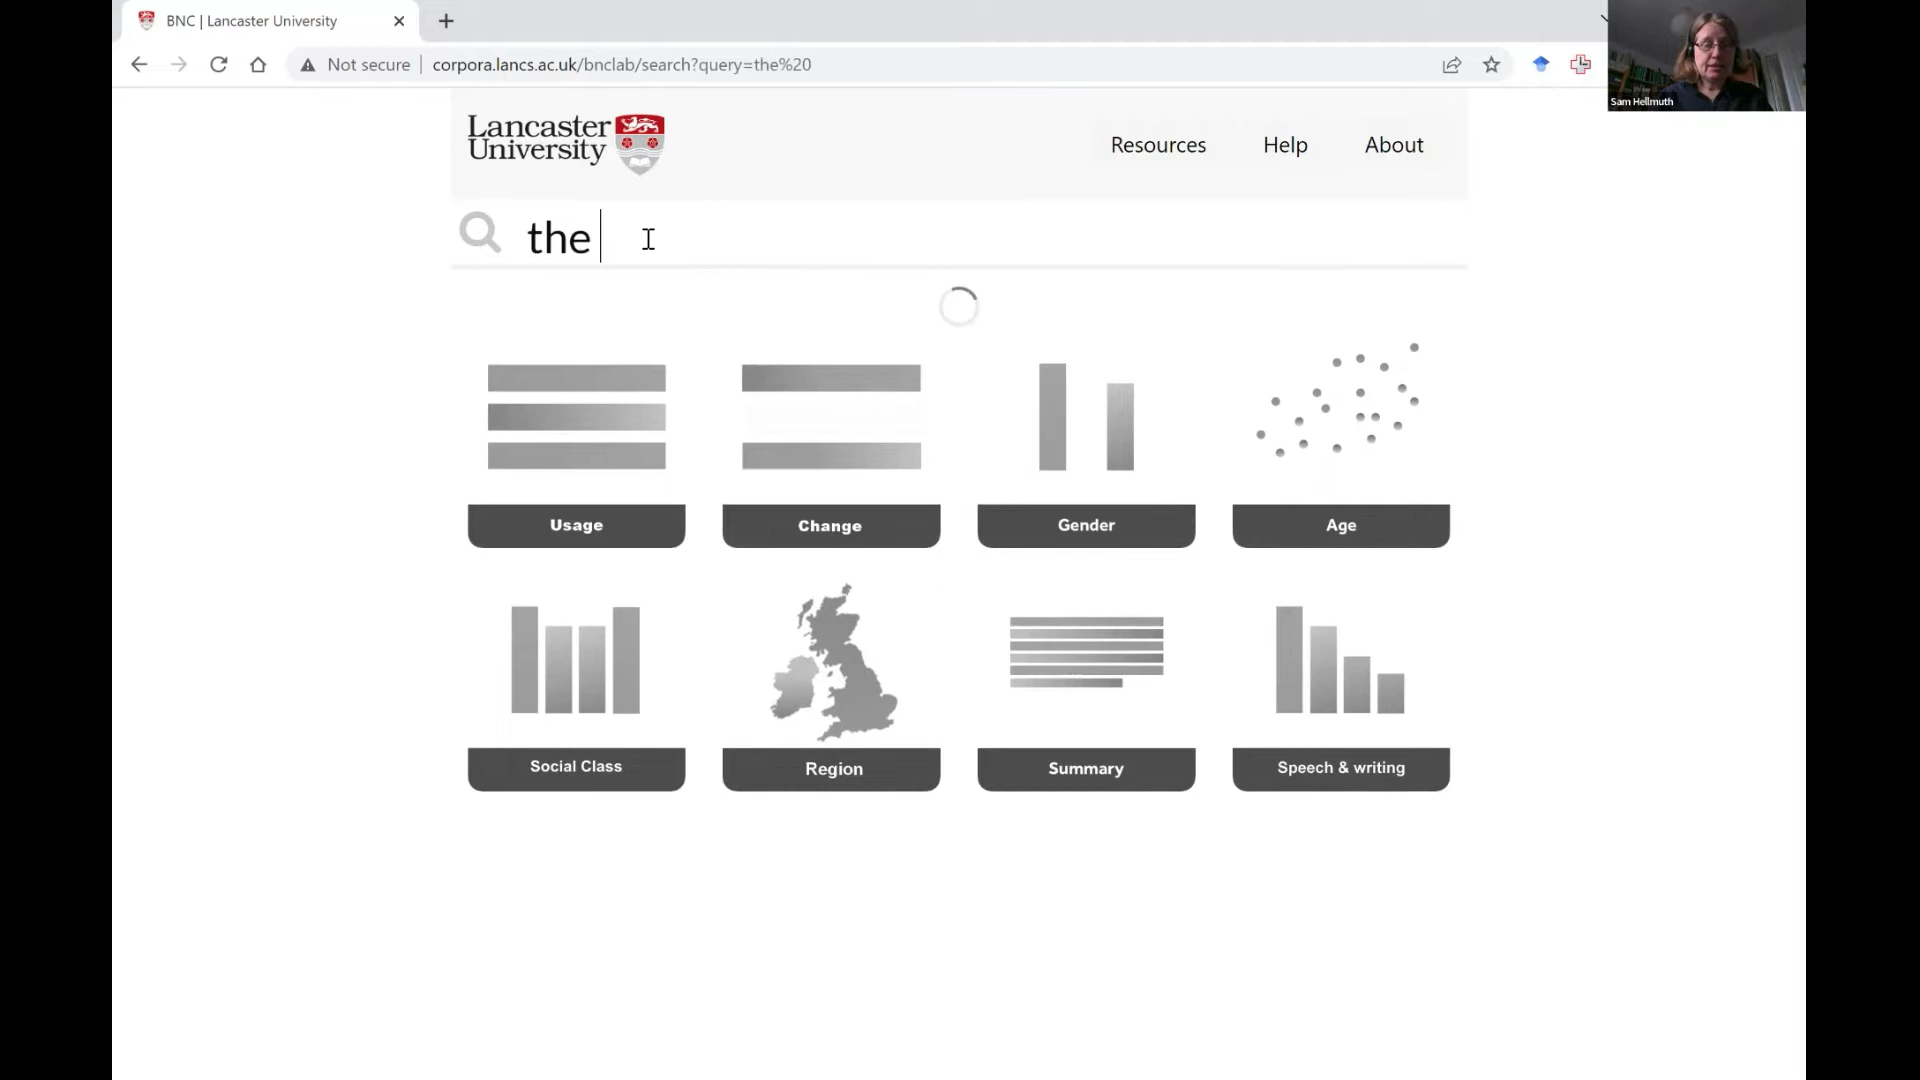 BNC | Lancaster University
Not secure
corpora.lancs.ac.uk/bnclab/search?query=the%20
Sam Hellmuth
Lancaster
University
Resources
Help
About
the
Usage
Change
Gender
Age
Social Class
Region
Summary
Speech & writing